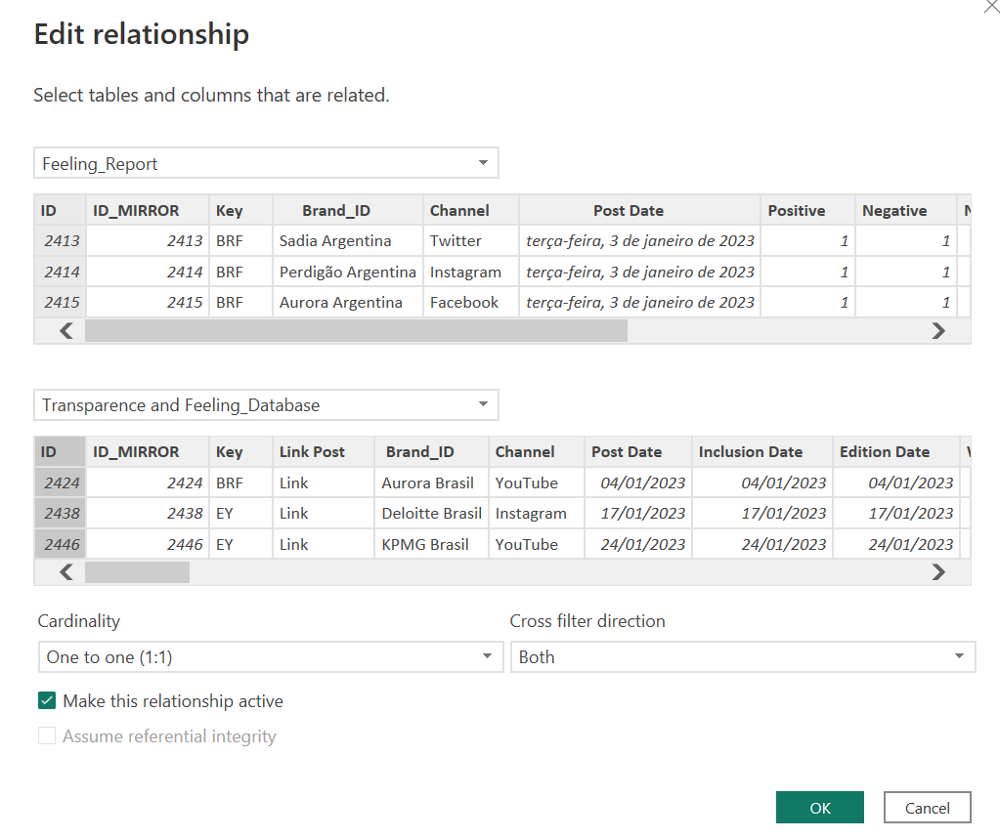 Edit relationship
Select tables and columns that are related.
Feeling_Report
ID ID_MIRROR Key Brand_ID Channel Post Date Positive Negative
2413 2413 BRF Sadia Argentina Twitter terça-feira, 3 de janeiro de 2023 1 1
2414 2414 BRF Perdigão Argentina Instagram terça-feira, 3 de janeiro de 2023 1 1
2415 2415 BRF Aurora Argentina Facebook terça-feira, 3 de janeiro de 2023 1 1
Transparence and Feeling_Database
ID ID_MIRROR Key Link Post Brand_ID Channel Post Date Inclusion Date Edition Date
2424 2424 BRF Link Aurora Brasil YouTube 04/01/2023 04/01/2023 04/01/2023
2438 2438 EY Link Deloitte Brasil Instagram 17/01/2023 17/01/2023 17/01/2023
2446 2446 EY Link KPMG Brasil YouTube 24/01/2023 24/01/2023 24/01/2023
Cardinality Cross filter direction
One to one (1:1) Both
Make this relationship active
Assume referential integrity
OK Cancel